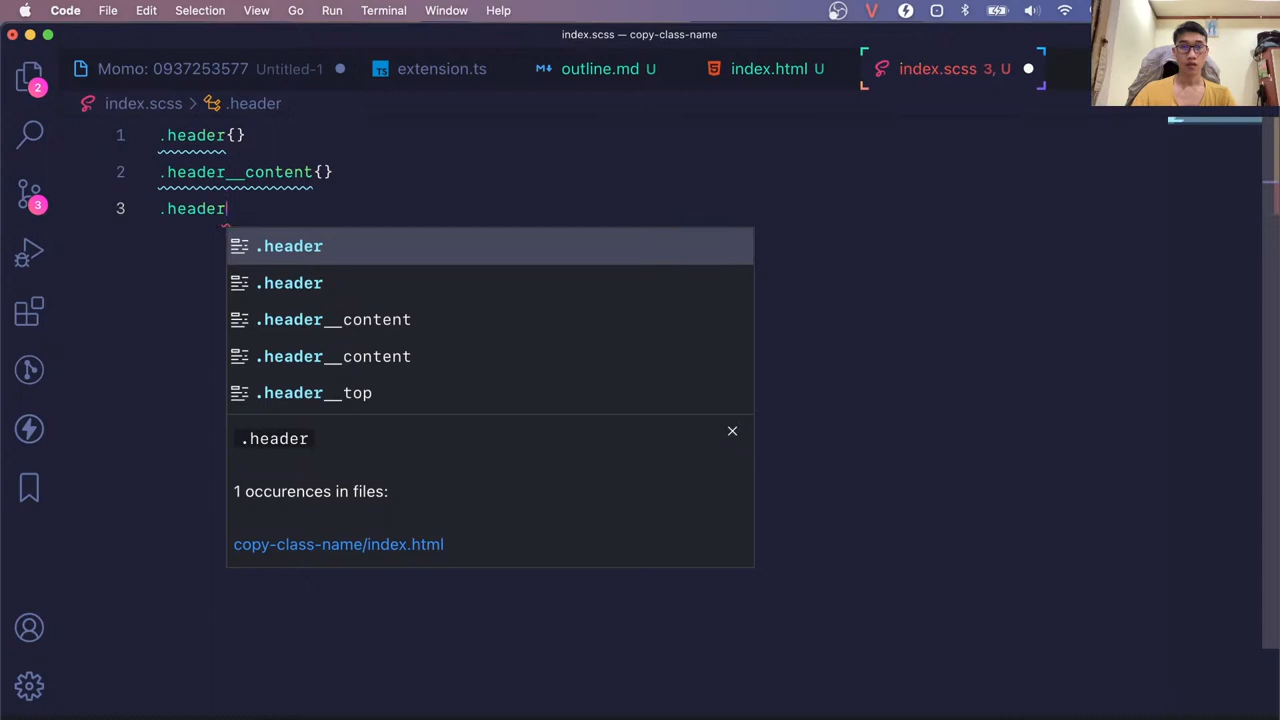 Code File Edit Selection View Go Run Terminal Window Help
index.scss — copy-class-name
Momo: 0937253577 Untitled-1 extension.ts outline.md U index.html U index.scss 3, U
index.scss > .header
1 .header{}
2 .header__content{}
3 .header
.header
.header
.header__content
.header__content
.header__top
.header
1 occurences in files:
copy-class-name/index.html
2
3